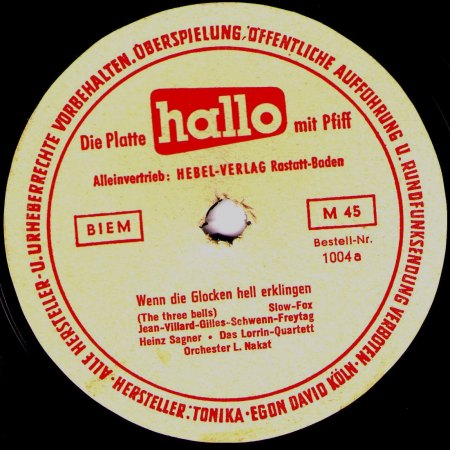 ALLE HERSTELLER- U. URHEBERRECHTE VORBEHALTEN. ÜBERSPIELUNG, ÖFFENTLICHE AUFFÜHRUNG U. RUNDFUNKSENDUNG VERBOTEN
Die Platte hallo mit Pfiff
Alleinvertrieb: HEBEL-VERLAG Rastatt-Baden
BIEM
M 45
Bestell-Nr.
1004a
Wenn die Glocken hell erklingen
(The three bells) Slow-Fox
Jean-Villard-Gilles-Schwenn-Freytag
Heinz Sagner • Das Lorrin-Quartett
Orchester L. Nakat
HERSTELLER: TONIKA · EGON DAVID KÖLN